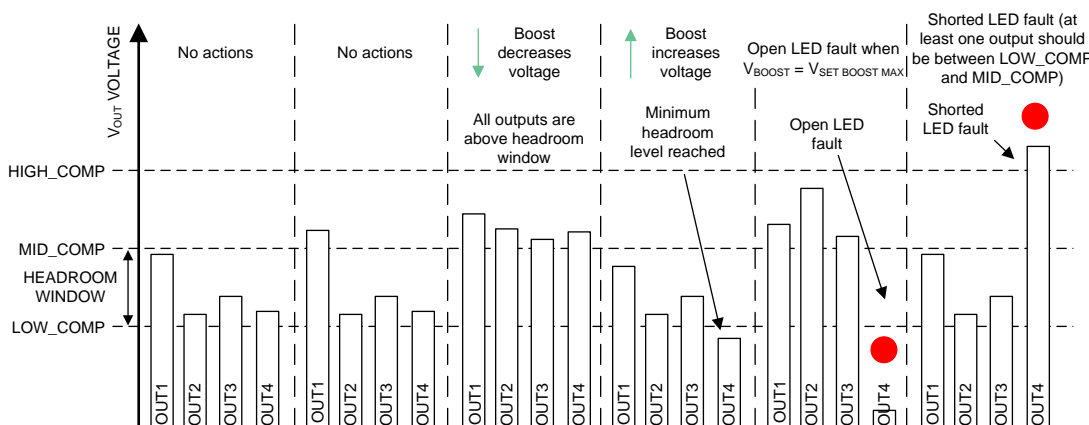 V_OUT VOLTAGE
HIGH_COMP
MID_COMP
HEADROOM
WINDOW
LOW_COMP
No actions
OUT1
OUT2
OUT3
OUT4
No actions
OUT1
OUT2
OUT3
OUT4
Boost
decreases
voltage
All outputs are
above headroom
window
OUT1
OUT2
OUT3
OUT4
Boost
increases
voltage
Minimum
headroom
level reached
OUT1
OUT2
OUT3
OUT4
Open LED fault when
V_BOOST = V_SET BOOST MAX
Open LED
fault
OUT1
OUT2
OUT3
OUT4
Shorted LED fault (at
least one output should
be between LOW_COMP
and MID_COMP)
Shorted
LED fault
OUT1
OUT2
OUT3
OUT4